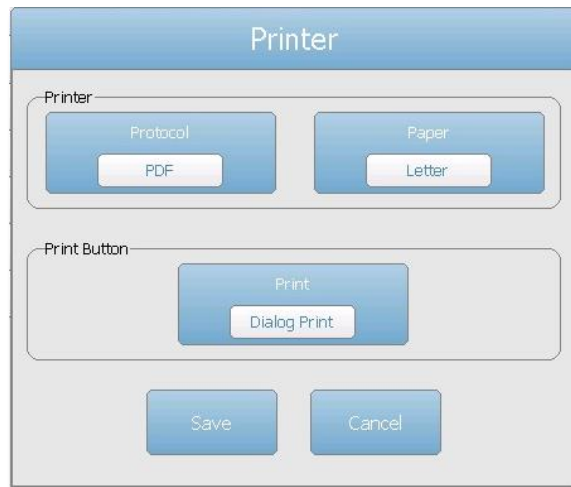 Printer
Printer
Protocol
PDF
Paper
Letter
Print Button
Print
Dialog Print
Save
Cancel